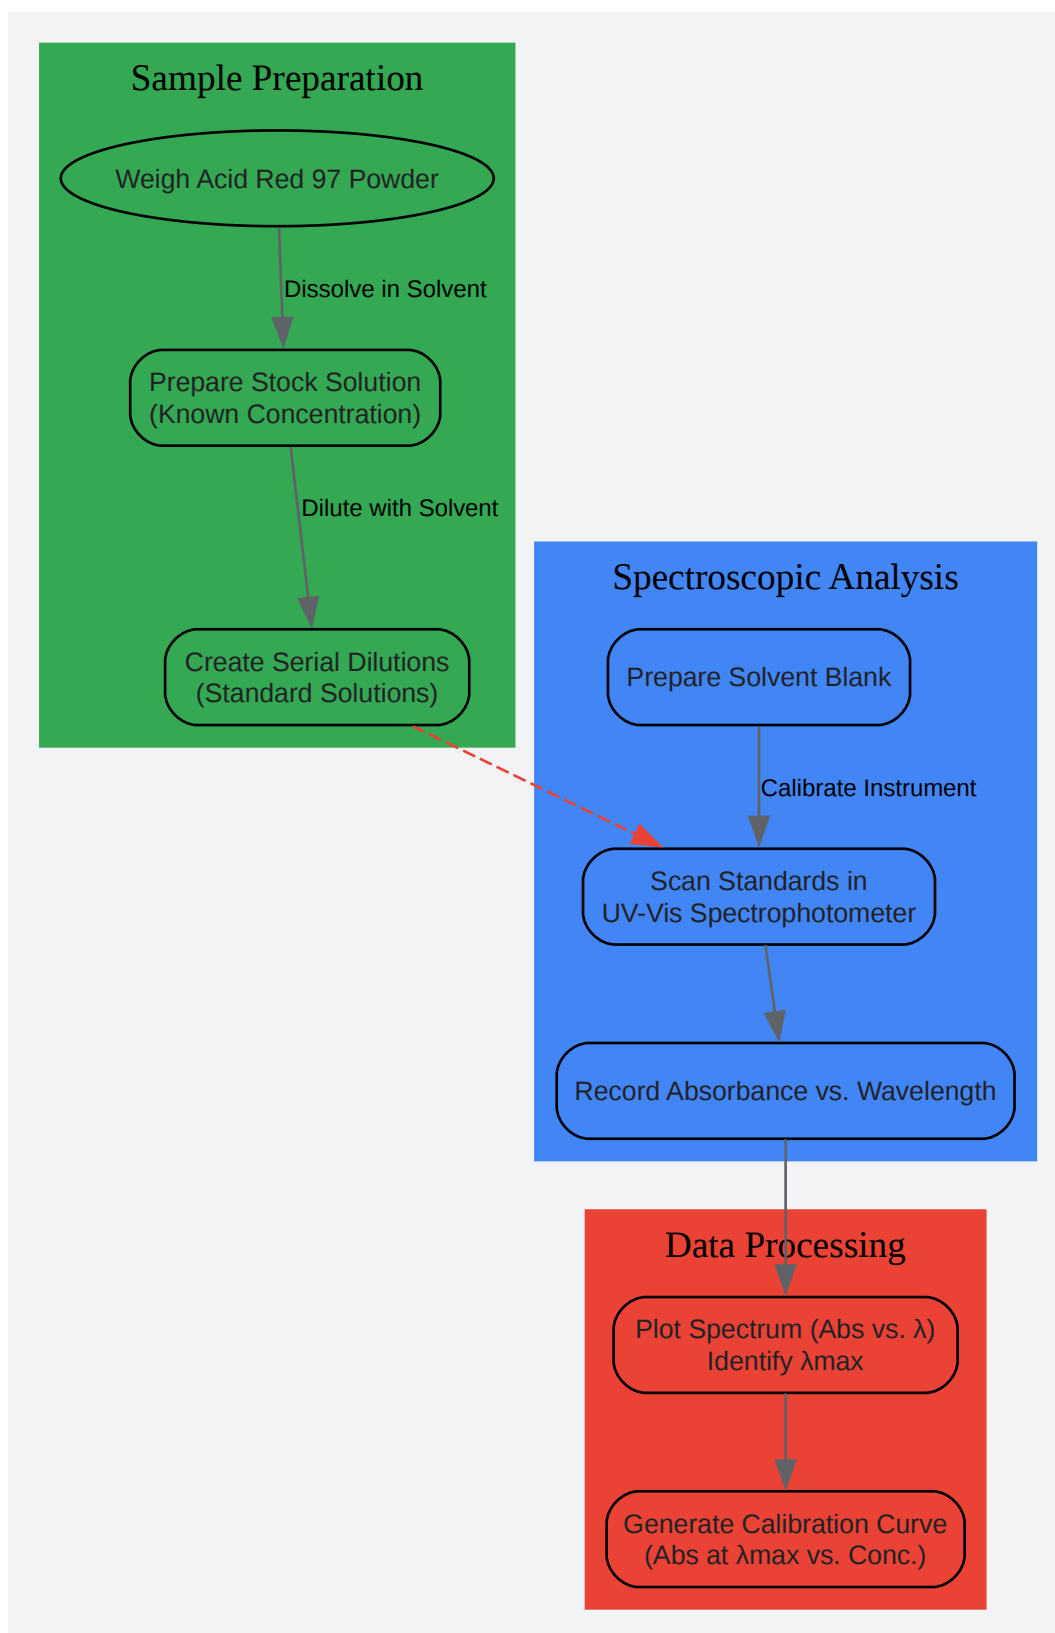 Sample Preparation
Weigh Acid Red 97 Powder
Dissolve in Solvent
Prepare Stock Solution
(Known Concentration)
Dilute with Solvent
Create Serial Dilutions
(Standard Solutions)
Spectroscopic Analysis
Prepare Solvent Blank
Calibrate Instrument
Scan Standards in
UV-Vis Spectrophotometer
Record Absorbance vs. Wavelength
Data Processing
Plot Spectrum (Abs vs. λ)
Identify λmax
Generate Calibration Curve
(Abs at λmax vs. Conc.)